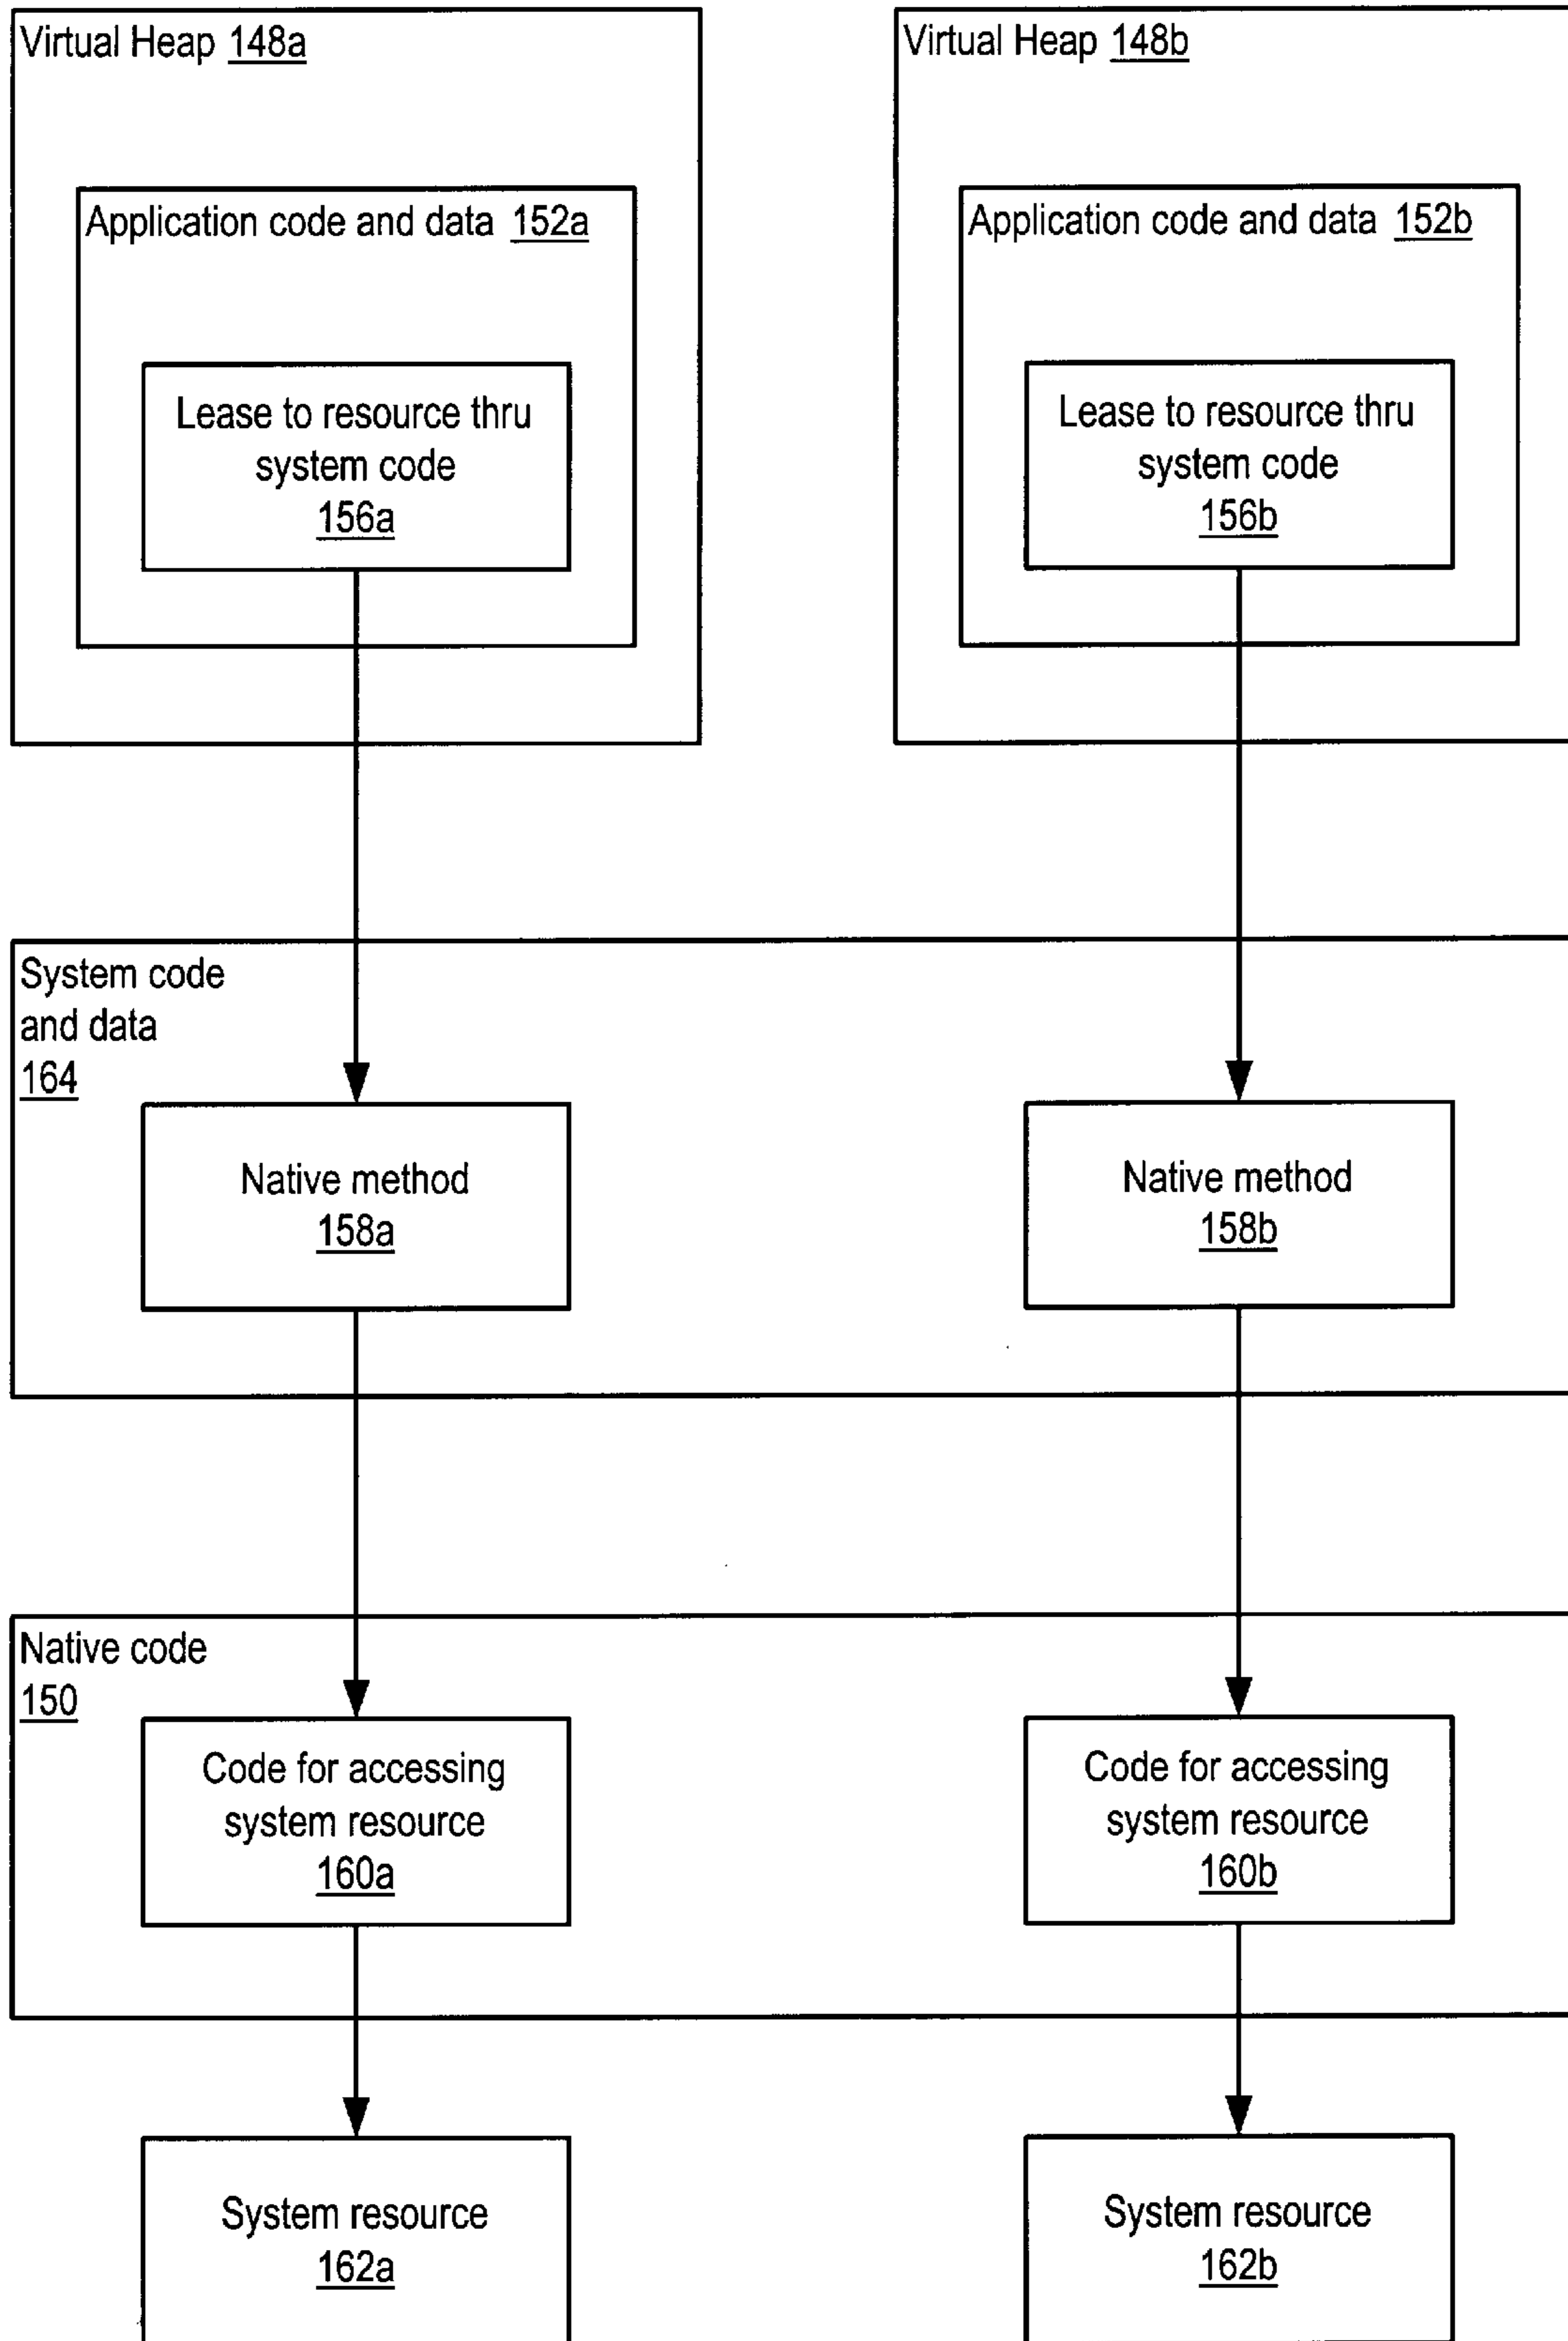 Virtual Heap 148a
Virtual Heap 148b
Application code and data 152a
Application code and data 152b
Lease to resource thru
system code
156a
Lease to resource thru
system code
156b
System code
and data
164
Native method
158a
Native method
158b
Native code
150
Code for accessing
system resource
160a
Code for accessing
system resource
160b
System resource
162a
System resource
162b